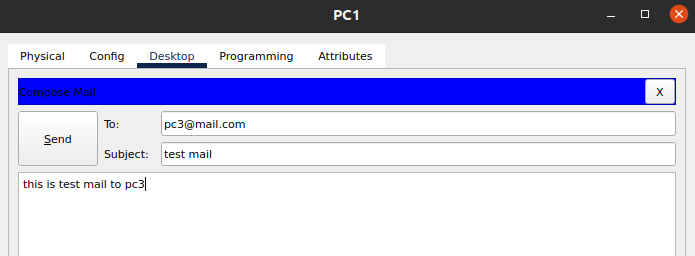 PC1
Physical Config Desktop Programming Attributes
Compose Mail
X
Send
To: pc3@mail.com
Subject: test mail
this is test mail to pc3